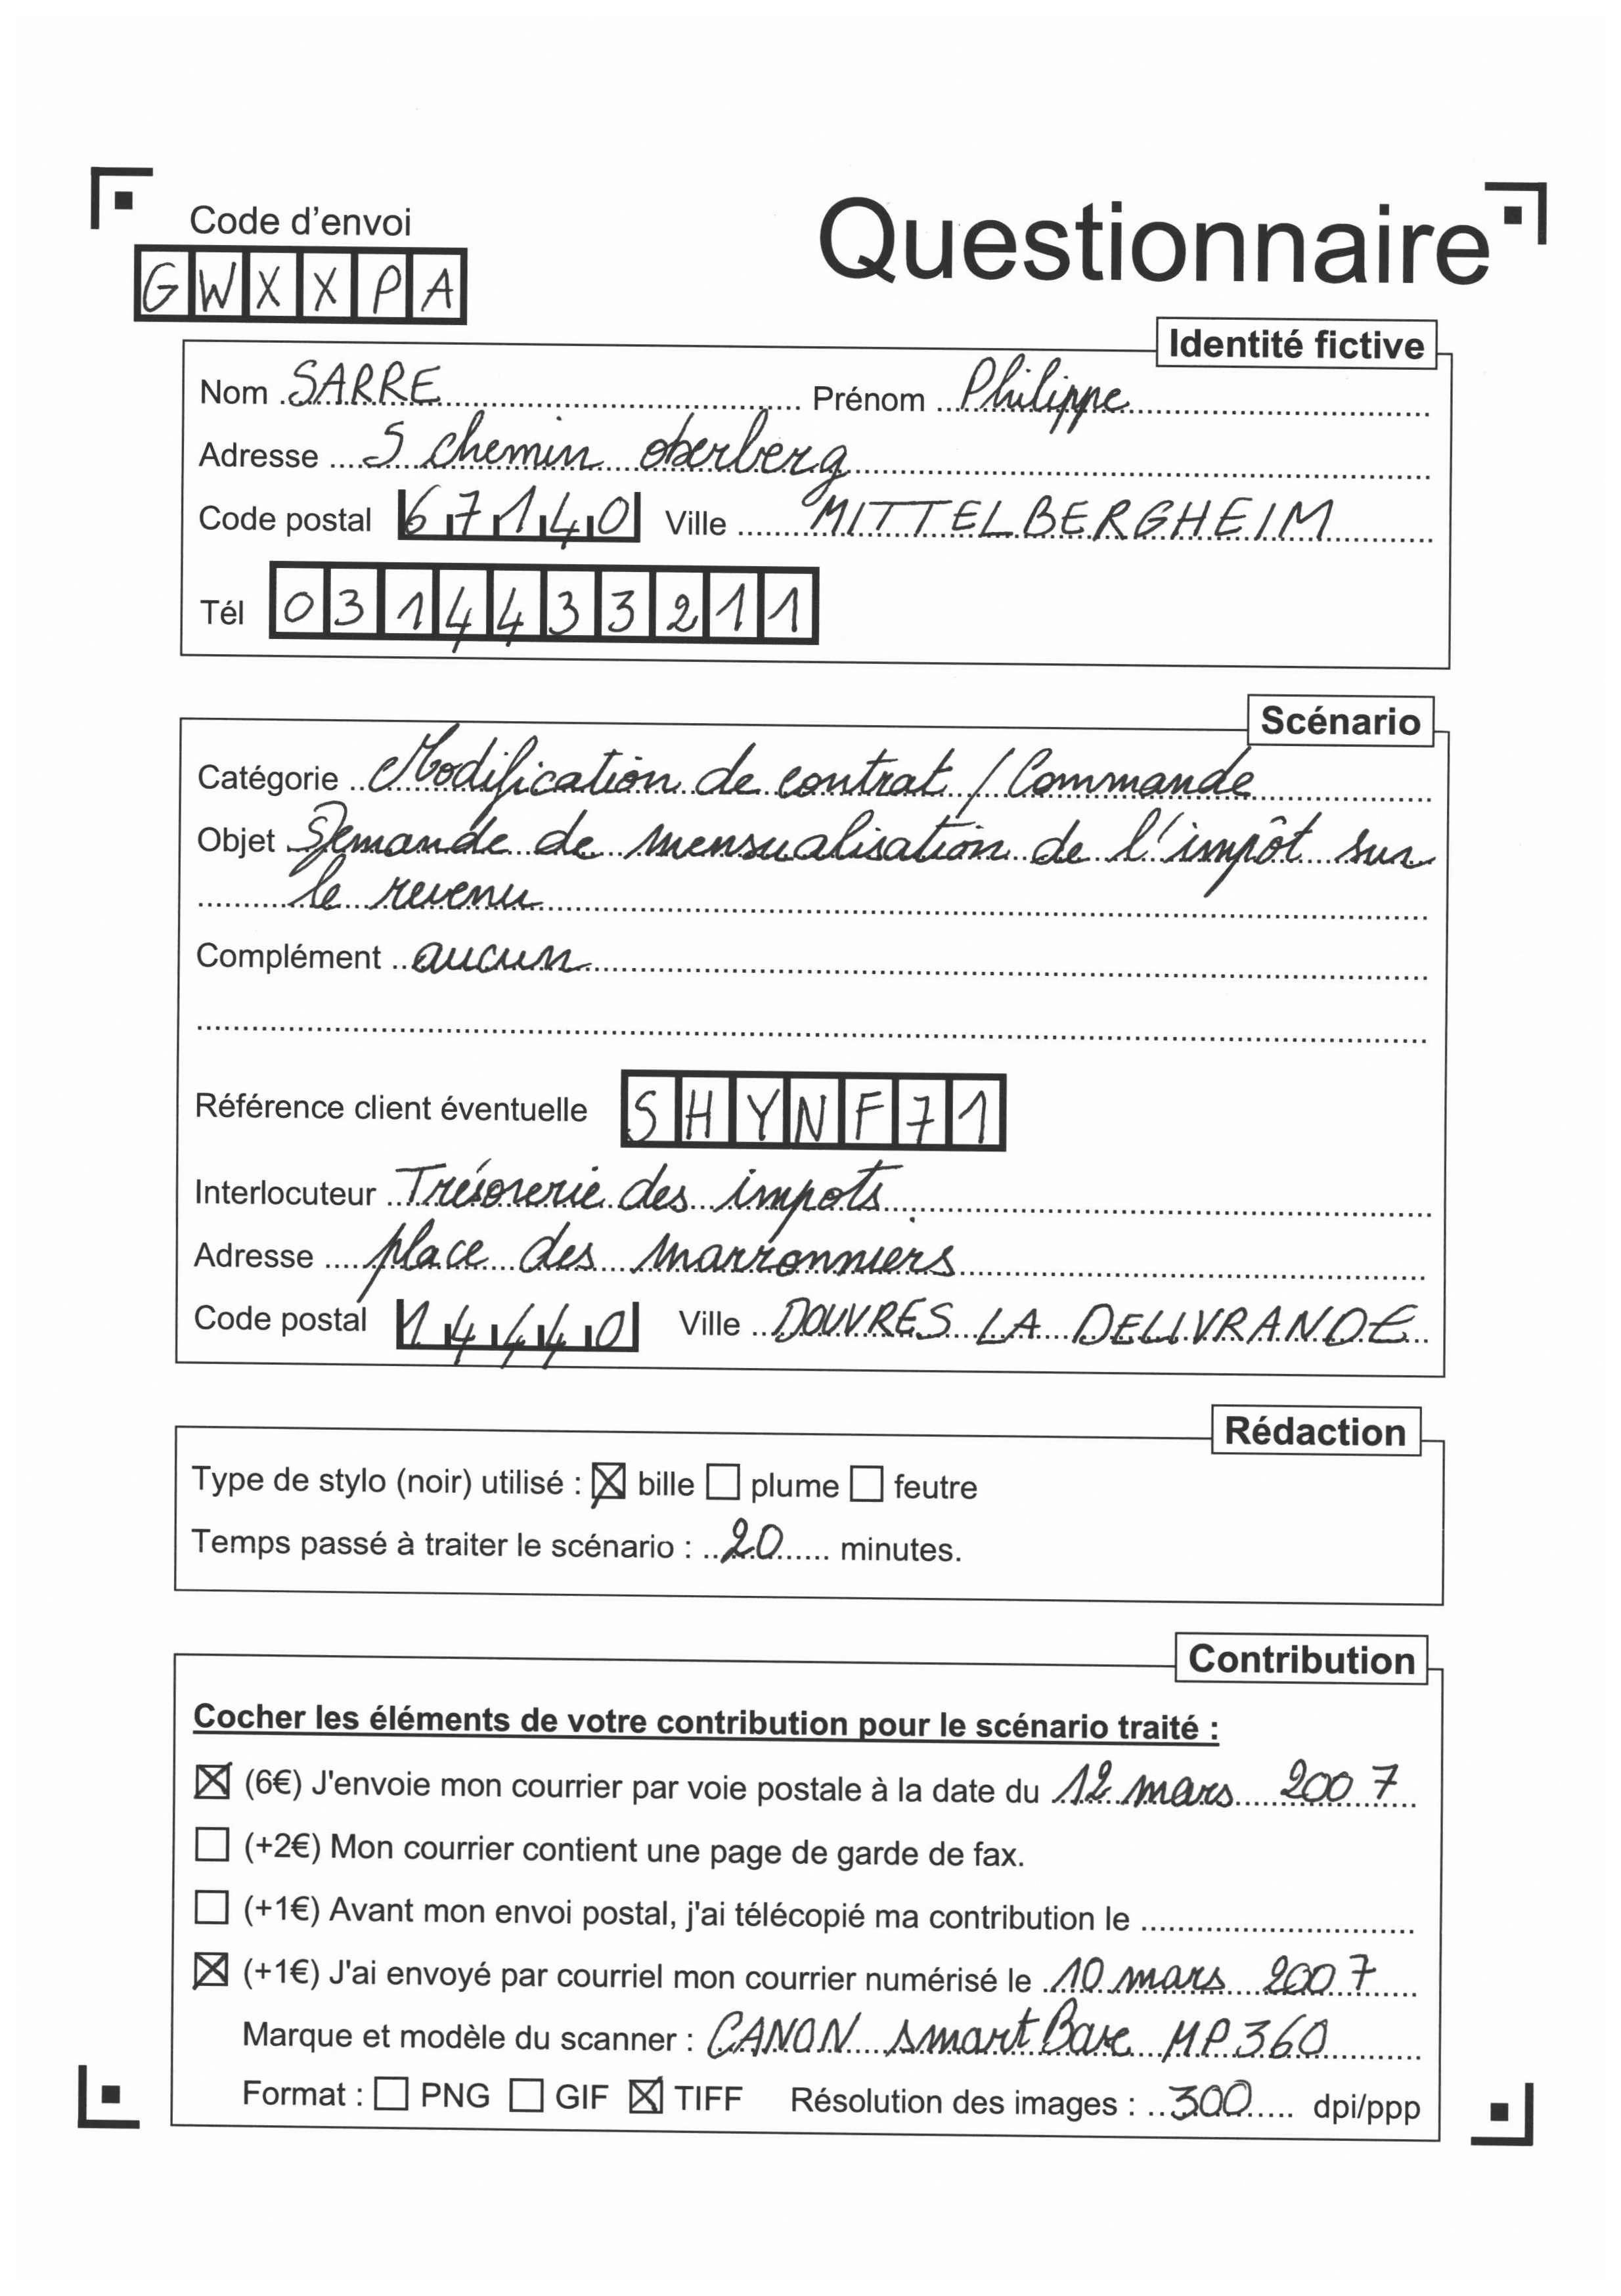 Code d'envoi
Questionnaire
GWXXPA
Identité fictive
Nom SARRE Prénom Philippe
Adresse 5 chemin oberberg
Code postal 67140 Ville MITTELBERGHEIM
Tél 0314433211
Scénario
Catégorie Modification de contrat / Commande
Objet Demande de mensualisation de l'impôt sur
le revenu
Complément aucun
Référence client éventuelle SHYNF71
Interlocuteur Trésorerie des impots
Adresse place des marronniers
Code postal 14440 Ville DOUVRES LA DELIVRANDE
Rédaction
Type de stylo (noir) utilisé : ☒ bille ☐ plume ☐ feutre
Temps passé à traiter le scénario : 20 minutes.
Contribution
Cocher les éléments de votre contribution pour le scénario traité :
☒ (6€) J'envoie mon courrier par voie postale à la date du 12 mars 2007
☐ (+2€) Mon courrier contient une page de garde de fax.
☐ (+1€) Avant mon envoi postal, j'ai télécopié ma contribution le
☒ (+1€) J'ai envoyé par courriel mon courrier numérisé le 10 mars 2007
Marque et modèle du scanner : CANON smartBase MP360
Format : ☐ PNG ☐ GIF ☒ TIFF Résolution des images : 300 dpi/ppp